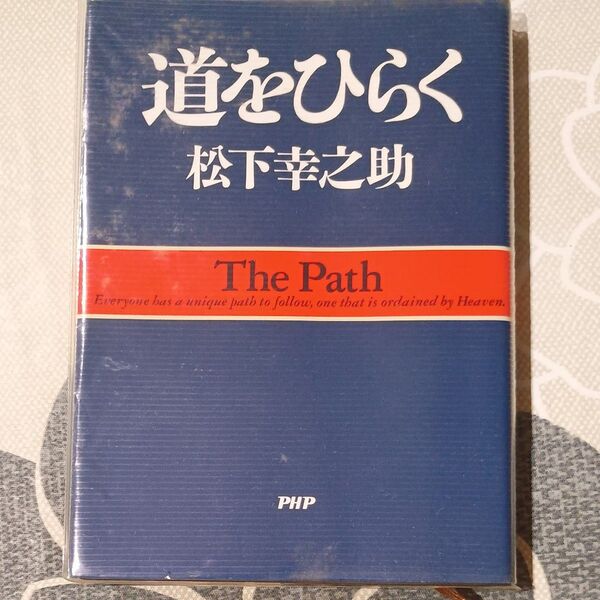 道をひらく
松下幸之助
The Path
Everyone has a unique path to follow, one that is ordained by Heaven.
PHP